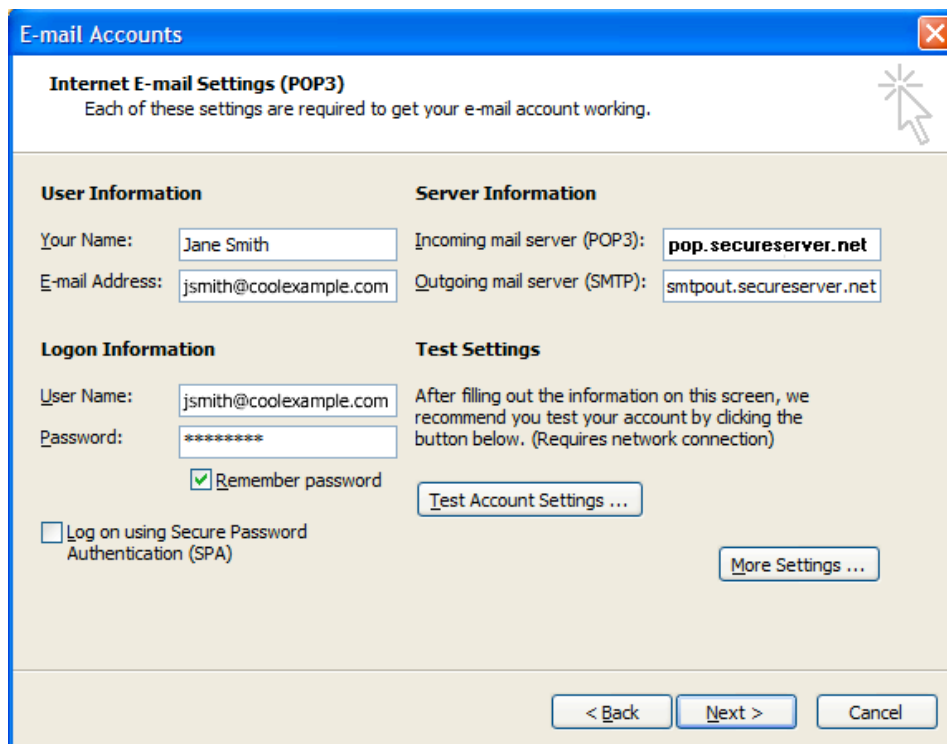 E-mail Accounts
Internet E-mail Settings (POP3)
Each of these settings are required to get your e-mail account working.
User Information
Your Name: Jane Smith
E-mail Address: jsmith@coolexample.com
Server Information
Incoming mail server (POP3): pop.secureserver.net
Outgoing mail server (SMTP): smtpout.secureserver.net
Logon Information
User Name: jsmith@coolexample.com
Password: ********
Remember password
Log on using Secure Password
Authentication (SPA)
Test Settings
After filling out the information on this screen, we
recommend you test your account by clicking the
button below. (Requires network connection)
Test Account Settings ...
More Settings ...
< Back
Next >
Cancel